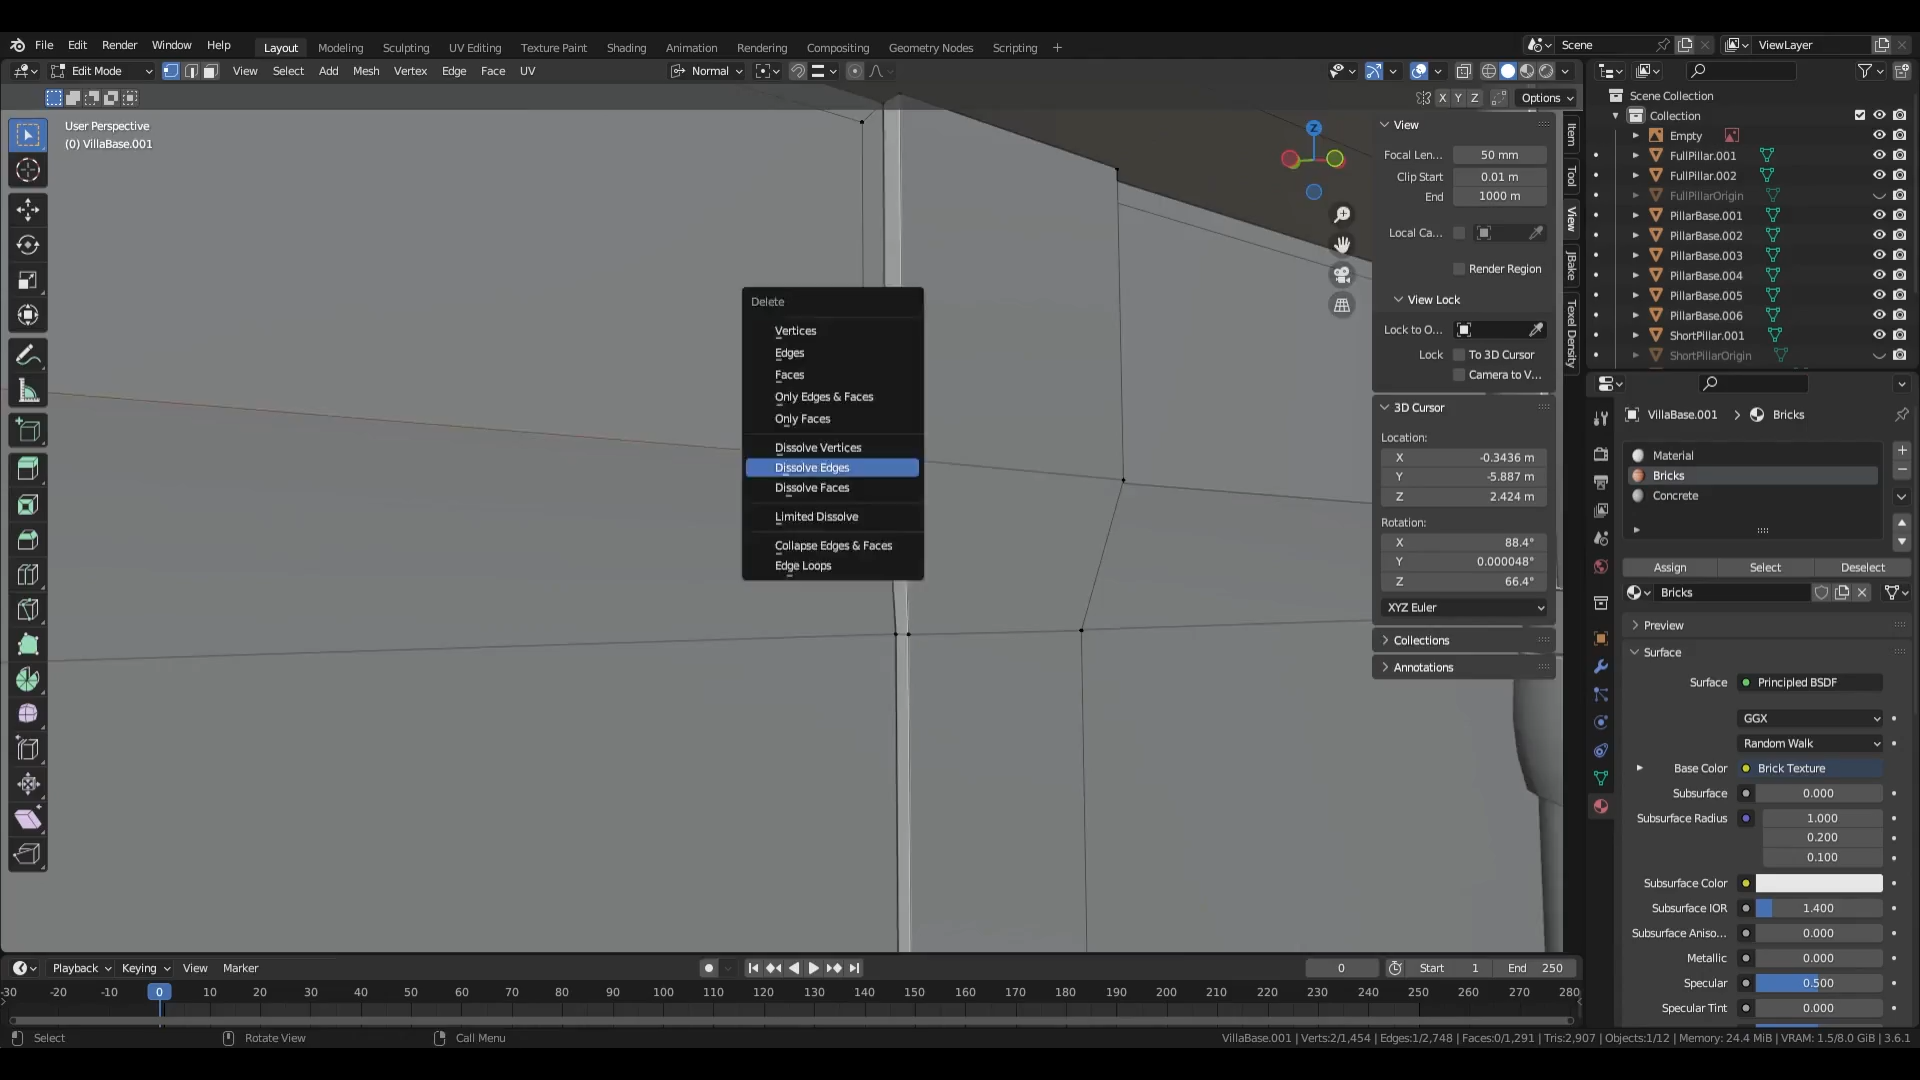 File Edit Render Window Help
Layout Modeling Sculpting UV Editing Texture Paint Shading Animation Rendering Compositing Geometry Nodes Scripting +
Scene ViewLayer
Edit Mode View Select Add Mesh Vertex Edge Face UV
Normal
X Y Z Options
User Perspective
(0) VillaBase.001
Z
Item
Tool
View
JBake
Texel Density
View
Focal Len... 50 mm
Clip Start 0.01 m
End 1000 m
Local Ca...
Render Region
View Lock
Lock to O...
Lock To 3D Cursor
Camera to V...
3D Cursor
Location:
X -0.3436 m
Y -5.887 m
Z 2.424 m
Rotation:
X 88.4°
Y 0.000048°
Z 66.4°
XYZ Euler
Collections
Annotations
Delete
Vertices
Edges
Faces
Only Edges & Faces
Only Faces
Dissolve Vertices
Dissolve Edges
Dissolve Faces
Limited Dissolve
Collapse Edges & Faces
Edge Loops
Scene Collection
Collection
Empty
FullPillar.001
FullPillar.002
FullPillarOrigin
PillarBase.001
PillarBase.002
PillarBase.003
PillarBase.004
PillarBase.005
PillarBase.006
ShortPillar.001
ShortPillarOrigin
VillaBase.001 > Bricks
Material
Bricks
Concrete
Assign Select Deselect
Bricks
Preview
Surface
Surface Principled BSDF
GGX
Random Walk
Base Color Brick Texture
Subsurface 0.000
Subsurface Radius 1.000
0.200
0.100
Subsurface Color
Subsurface IOR 1.400
Subsurface Aniso... 0.000
Metallic 0.000
Specular 0.500
Specular Tint 0.000
Playback Keying View Marker
0 Start 1 End 250
-30 -20 -10 0 10 20 30 40 50 60 70 80 90 100 110 120 130 140 150 160 170 180 190 200 210 220 230 240 250 260 270 280
Select Rotate View Call Menu
VillaBase.001 | Verts:2/1,454 | Edges:1/2,748 | Faces:0/1,291 | Tris:2,907 | Objects:1/12 | Memory: 24.4 MiB | VRAM: 1.5/8.0 GiB | 3.6.1